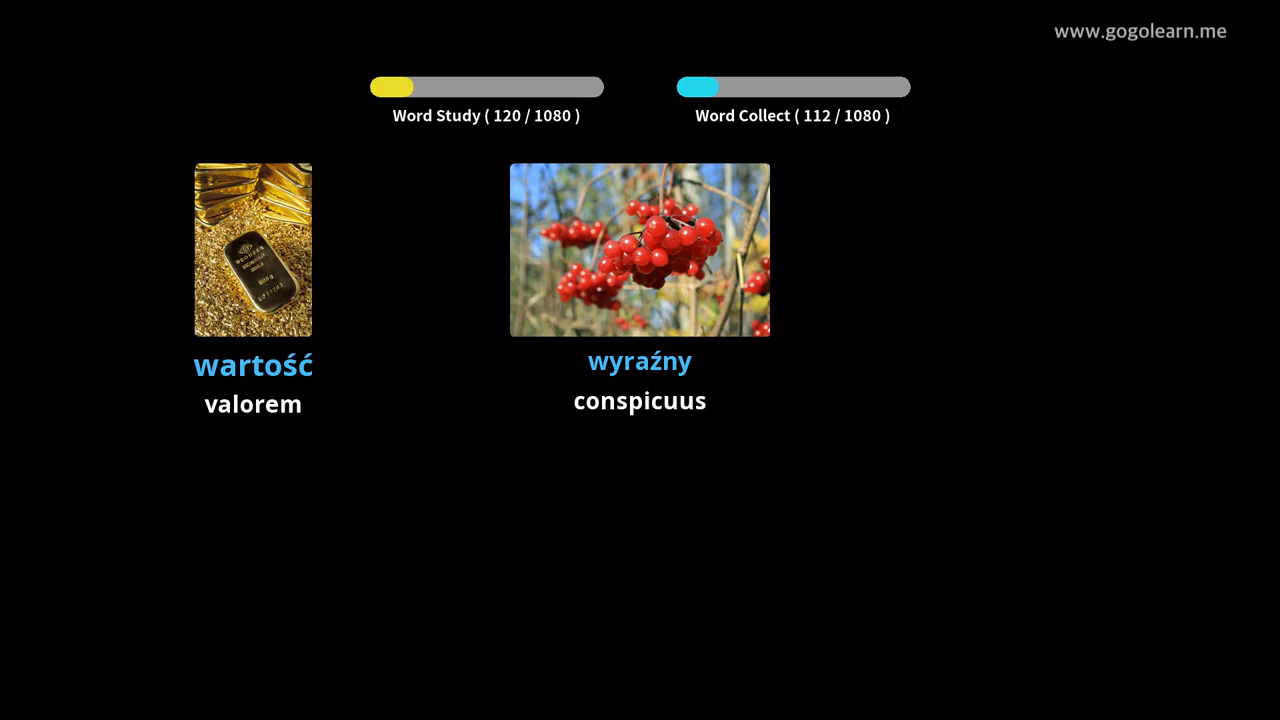 www.gogolearn.me
Word Study ( 120 / 1080 )
Word Collect ( 112 / 1080 )
wartość
valorem
wyraźny
conspicuus